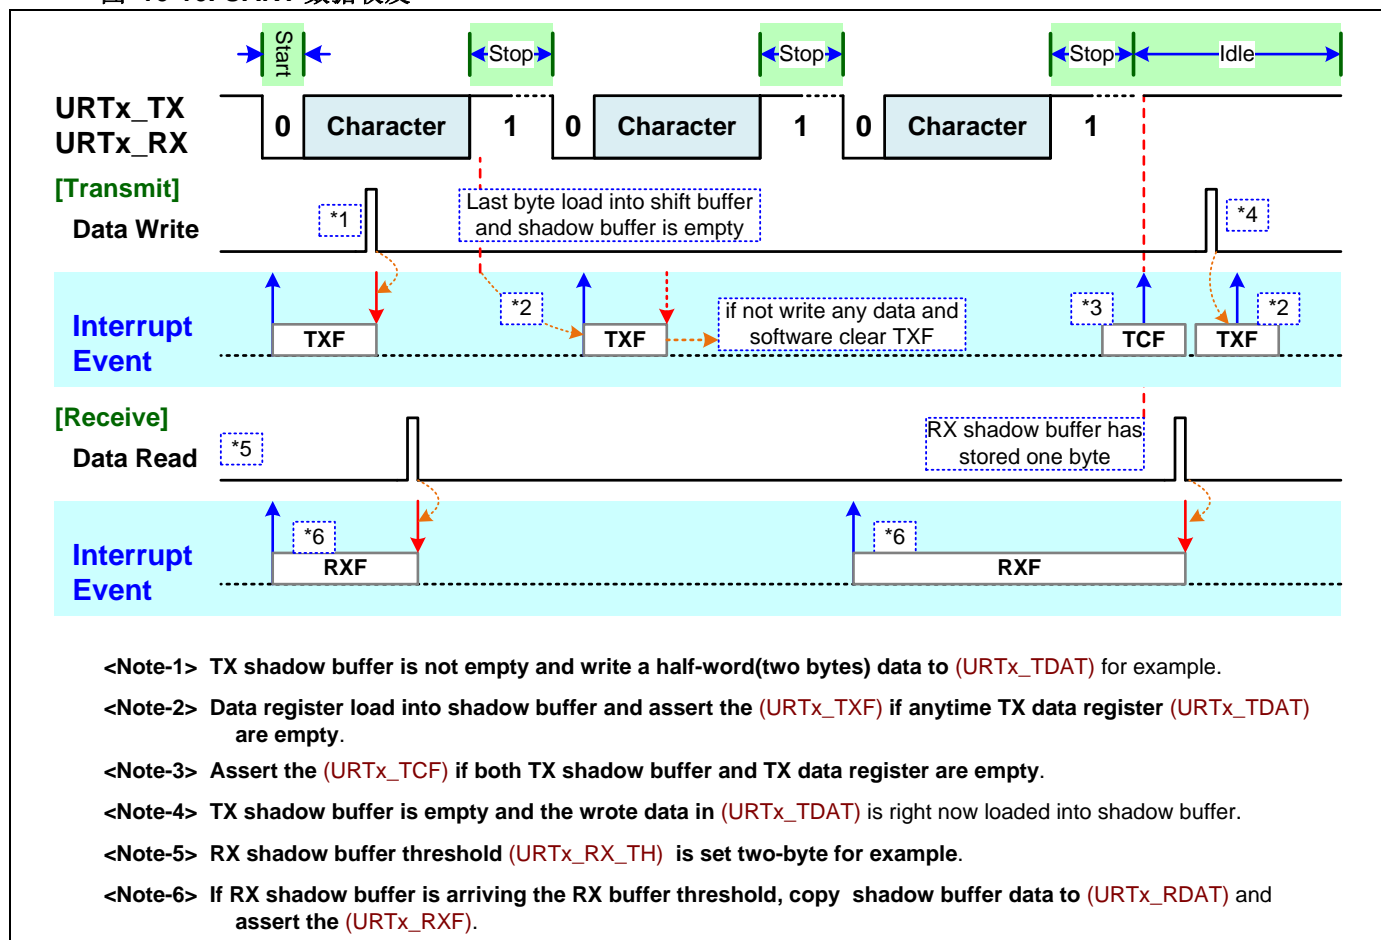 Start
Stop
Stop
Stop
Idle
URTx_TX
URTx_RX
0 Character 1 0 Character 1 0 Character 1
[Transmit]
Data Write
*1
Last byte load into shift buffer
and shadow buffer is empty
*4
Interrupt
Event
TXF
*2
TXF
if not write any data and
software clear TXF
*3
TCF
TXF
*2
[Receive]
Data Read
*5
RX shadow buffer has
stored one byte
Interrupt
Event
*6
RXF
*6
RXF
<Note-1> TX shadow buffer is not empty and write a half-word(two bytes) data to (URTx_TDAT) for example.
<Note-2> Data register load into shadow buffer and assert the (URTx_TXF) if anytime TX data register (URTx_TDAT)
are empty.
<Note-3> Assert the (URTx_TCF) if both TX shadow buffer and TX data register are empty.
<Note-4> TX shadow buffer is empty and the wrote data in (URTx_TDAT) is right now loaded into shadow buffer.
<Note-5> RX shadow buffer threshold (URTx_RX_TH) is set two-byte for example.
<Note-6> If RX shadow buffer is arriving the RX buffer threshold, copy shadow buffer data to (URTx_RDAT) and
assert the (URTx_RXF).